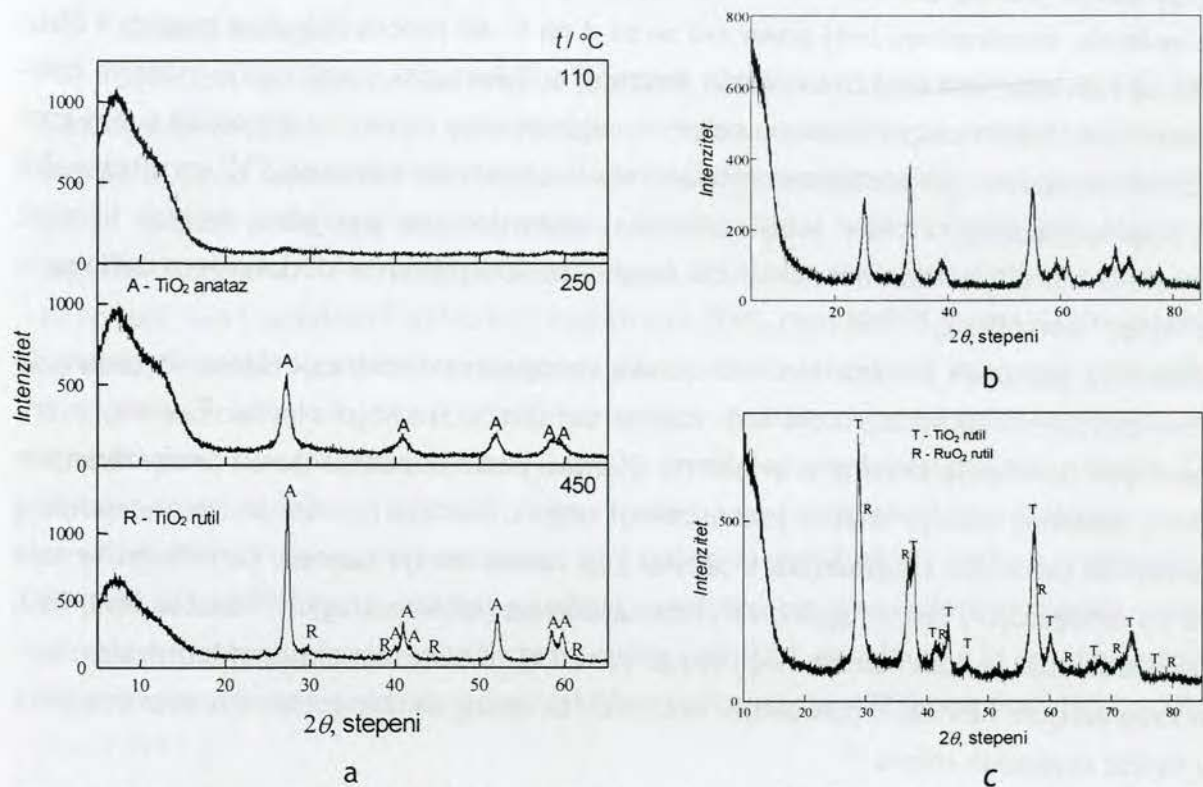 t / °C
110
1000
500
0
250
A - TiO₂ anataz
1000
500
0
A
A
A
A
A
450
R - TiO₂ rutil
1000
500
0
A
R
R
A
A
R
A
A
A
R
10
20
30
40
50
60
Intenzitet
Intenzitet
2θ, stepeni
a
800
600
400
200
0
Intenzitet
20
40
60
80
2θ, stepeni
b
T - TiO₂ rutil
R - RuO₂ rutil
500
0
Intenzitet
T
R
R
T
T
R
T
T
T
R
T
R
T
R
T
T
R
10
20
30
40
50
60
70
80
2θ, stepeni
c